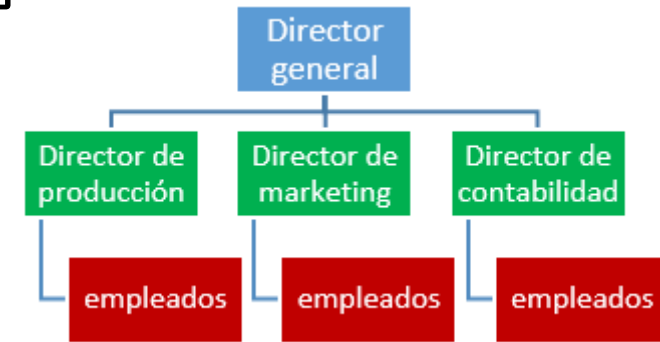 Director
general
Director de
producción
Director de
marketing
Director de
contabilidad
empleados
empleados
empleados